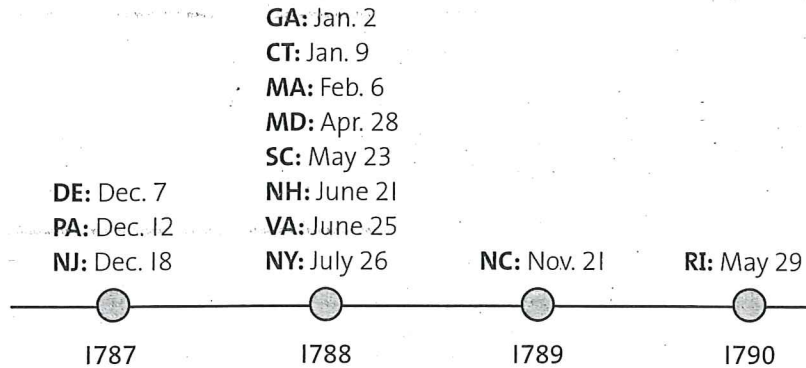 GA: Jan. 2
CT: Jan. 9
MA: Feb. 6
MD: Apr. 28
SC: May 23
NH: June 21
VA: June 25
NY: July 26
DE: Dec. 7
PA: Dec. 12
NJ: Dec. 18
NC: Nov. 21
RI: May 29
1787
1788
1789
1790